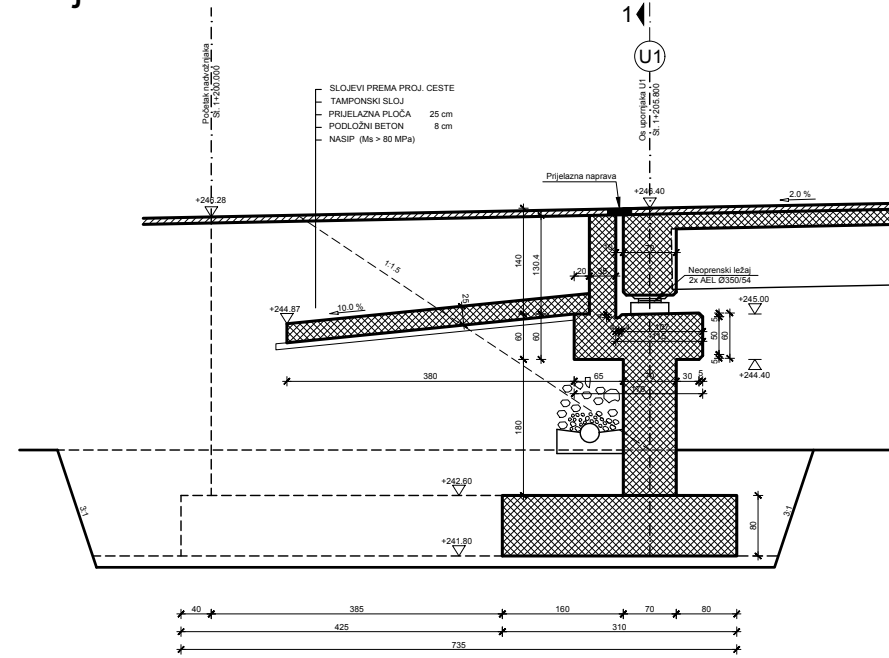 1
U1
Početak nadvožnjaka
St. 1+200.000
Os upornjaka U1
St. 1+205.800
SLOJEVI PREMA PROJ. CESTE
TAMPONSKI SLOJ
PRIJELAZNA PLOČA 25 cm
PODLOŽNI BETON 8 cm
NASIP (Ms > 80 MPa)
Prijelazna naprava
+246.28
+246.40
2.0 %
1:1.5
140
130.4
20
Neoprenski ležaj
2x AEL Ø350/54
+244.87
10.0 %
25
+245.00
60
60
5
50
5
60
+244.40
380
65
30
5
180
+242.60
+241.80
3:1
3:1
80
40
385
160
70
80
425
310
735